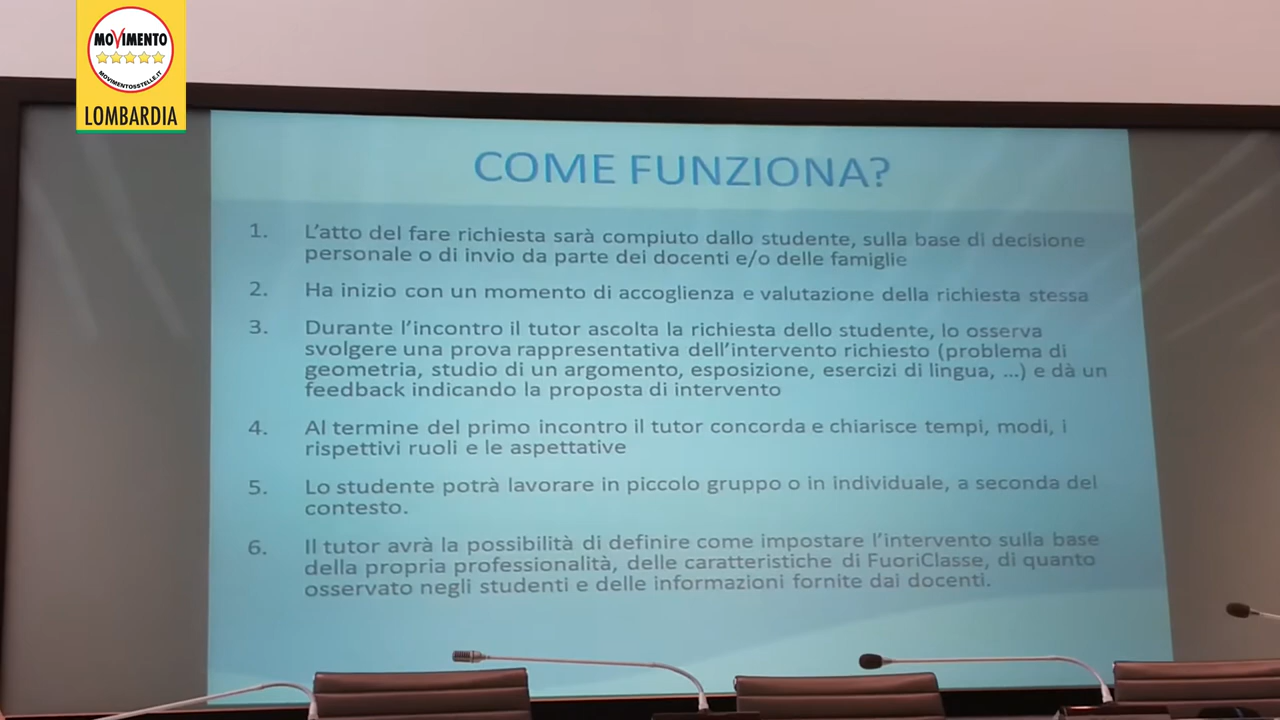 MOVIMENTO
MOVIMENTO5STELLE.IT
LOMBARDIA
COME FUNZIONA?
1. L'atto del fare richiesta sarà compiuto dallo studente, sulla base di decisione
personale o di invio da parte dei docenti e/o delle famiglie
2. Ha inizio con un momento di accoglienza e valutazione della richiesta stessa
3. Durante l'incontro il tutor ascolta la richiesta dello studente, lo osserva
svolgere una prova rappresentativa dell'intervento richiesto (problema di
geometria, studio di un argomento, esposizione, esercizi di lingua, ...) e dà un
feedback indicando la proposta di intervento
4. Al termine del primo incontro il tutor concorda e chiarisce tempi, modi, i
rispettivi ruoli e le aspettative
5. Lo studente potrà lavorare in piccolo gruppo o in individuale, a seconda del
contesto.
6. Il tutor avrà la possibilità di definire come impostare l'intervento sulla base
della propria professionalità, delle caratteristiche di FuoriClasse, di quanto
osservato negli studenti e delle informazioni fornite dai docenti.